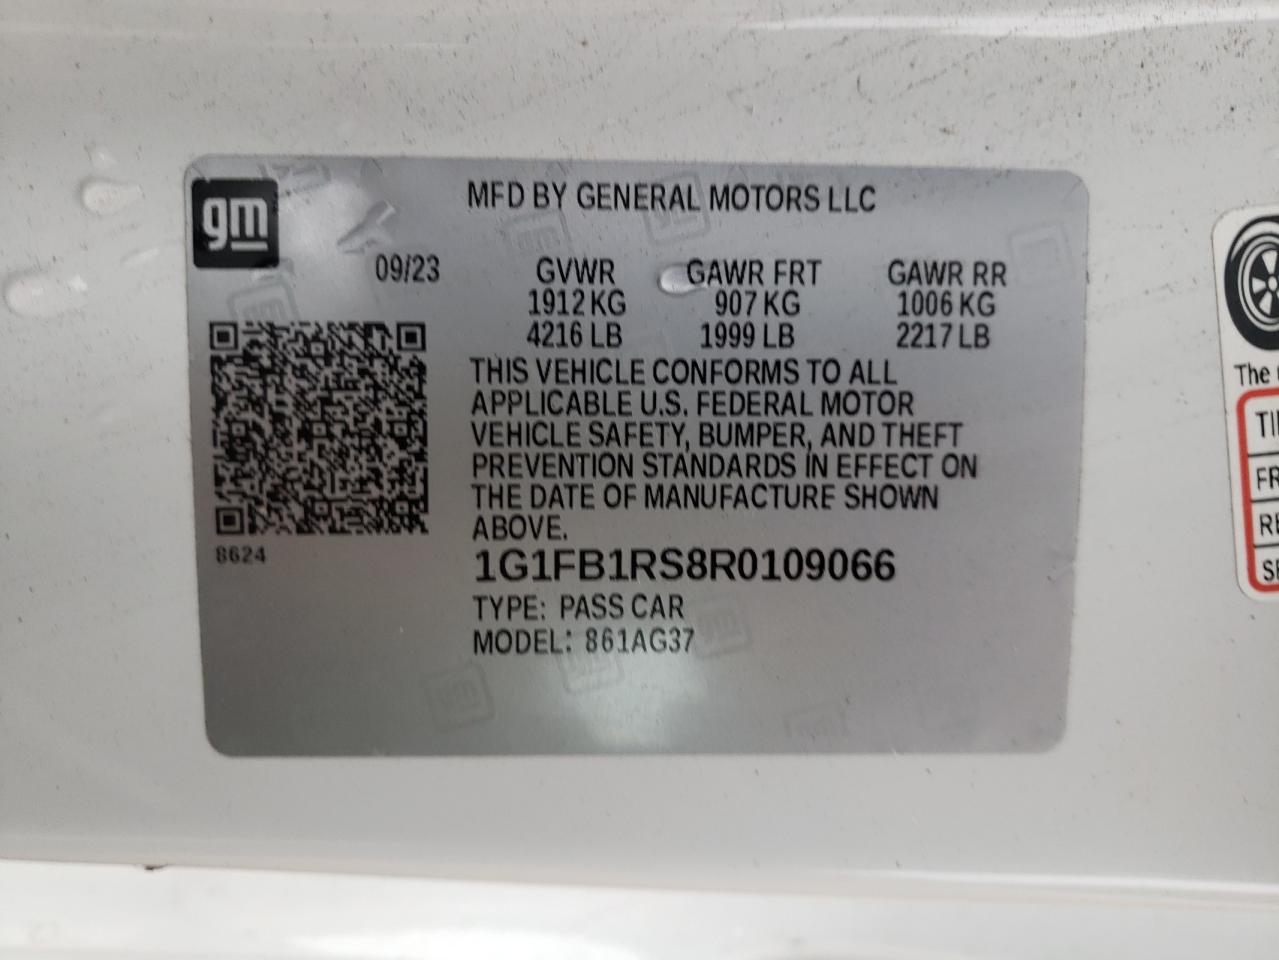 gm
MFD BY GENERAL MOTORS LLC
09/23
GVWR GAWR FRT GAWR RR
1912 KG 907 KG 1006 KG
4216 LB 1999 LB 2217 LB
THIS VEHICLE CONFORMS TO ALL
APPLICABLE U.S. FEDERAL MOTOR
VEHICLE SAFETY, BUMPER, AND THEFT
PREVENTION STANDARDS IN EFFECT ON
THE DATE OF MANUFACTURE SHOWN
ABOVE.
8624
1G1FB1RS8R0109066
TYPE: PASS CAR
MODEL: 861AG37
The